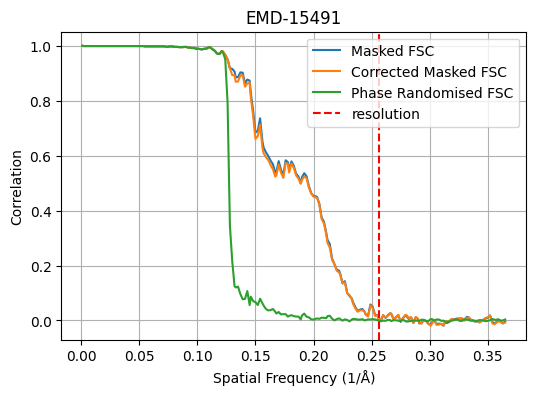 EMD-15491
1.0
0.8
0.6
0.4
0.2
0.0
Correlation
Masked FSC
Corrected Masked FSC
Phase Randomised FSC
resolution
0.00 0.05 0.10 0.15 0.20 0.25 0.30 0.35
Spatial Frequency (1/Å)